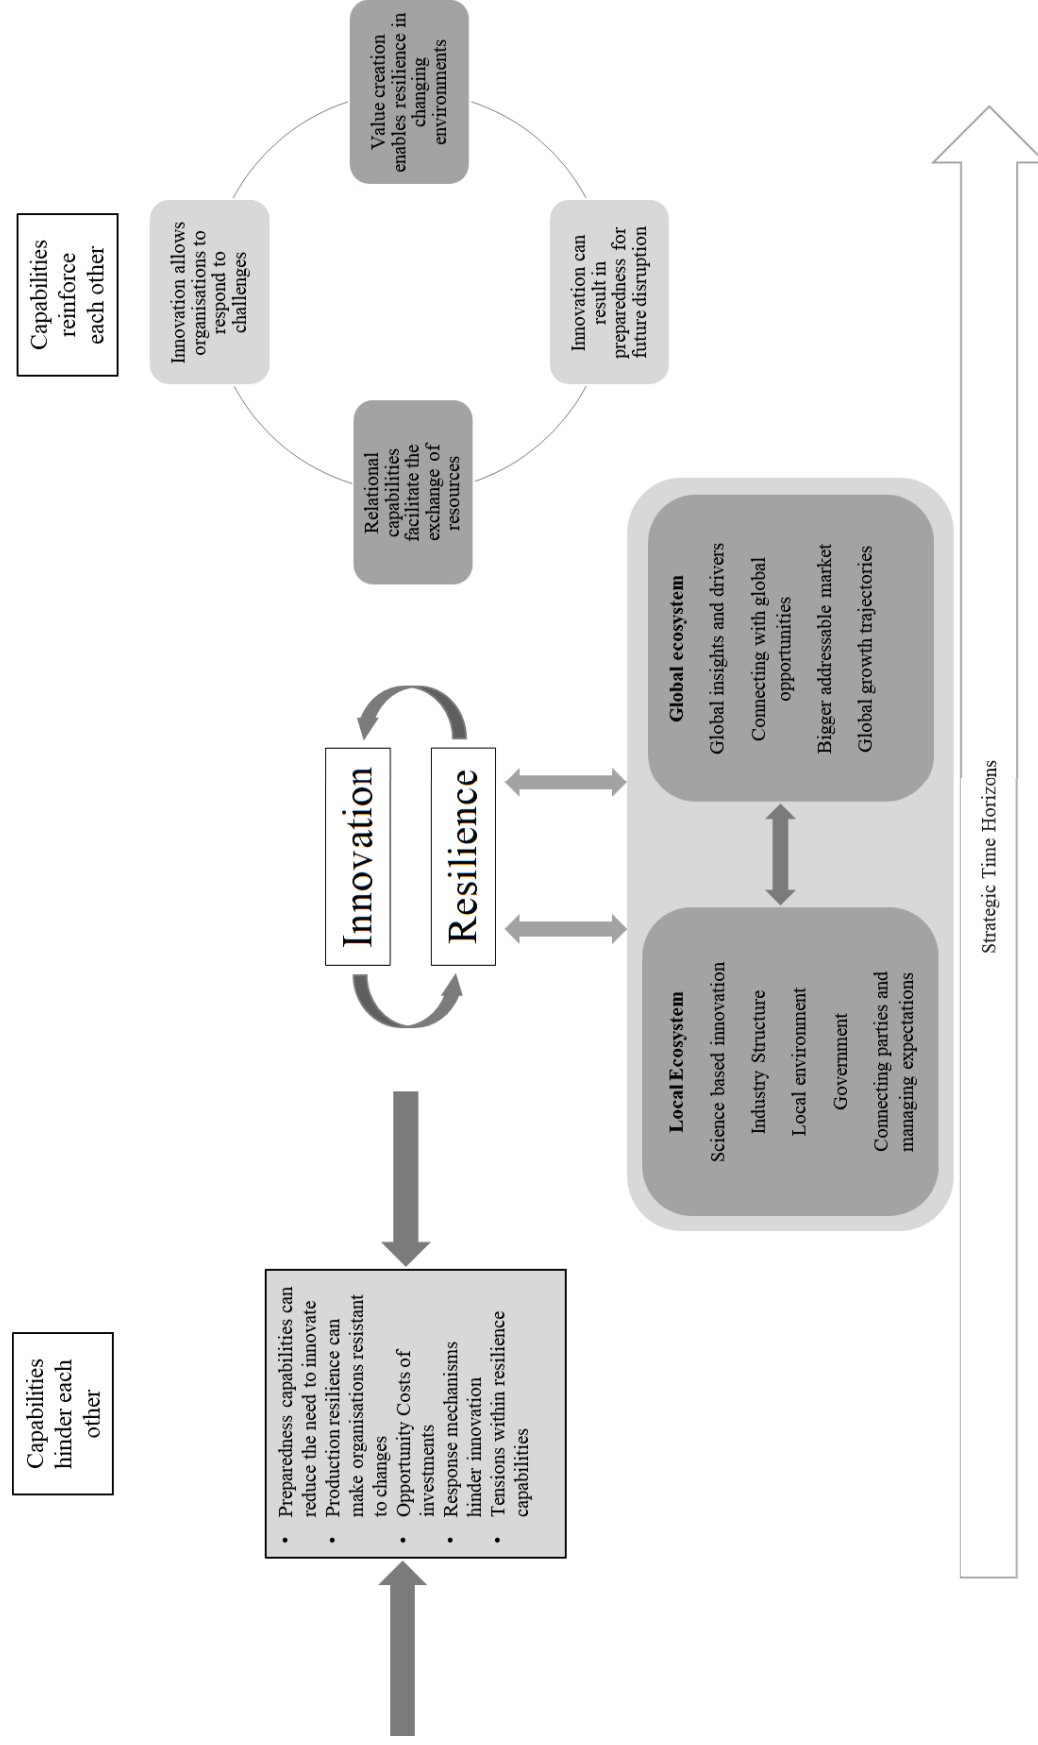 Capabilities
hinder each
other
• Preparedness capabilities can
reduce the need to innovate
• Production resilience can
make organisations resistant
to changes
• Opportunity Costs of
investments
• Response mechanisms
hinder innovation
• Tensions within resilience
capabilities
Innovation
Resilience
Capabilities
reinforce
each other
Innovation allows
organisations to
respond to
challenges
Relational
capabilities
facilitate the
exchange of
resources
Value creation
enables resilience in
changing
environments
Innovation can
result in
preparedness for
future disruption
Local Ecosystem
Science based innovation
Industry Structure
Local environment
Government
Connecting parties and
managing expectations
Global ecosystem
Global insights and drivers
Connecting with global
opportunities
Bigger addressable market
Global growth trajectories
Strategic Time Horizons